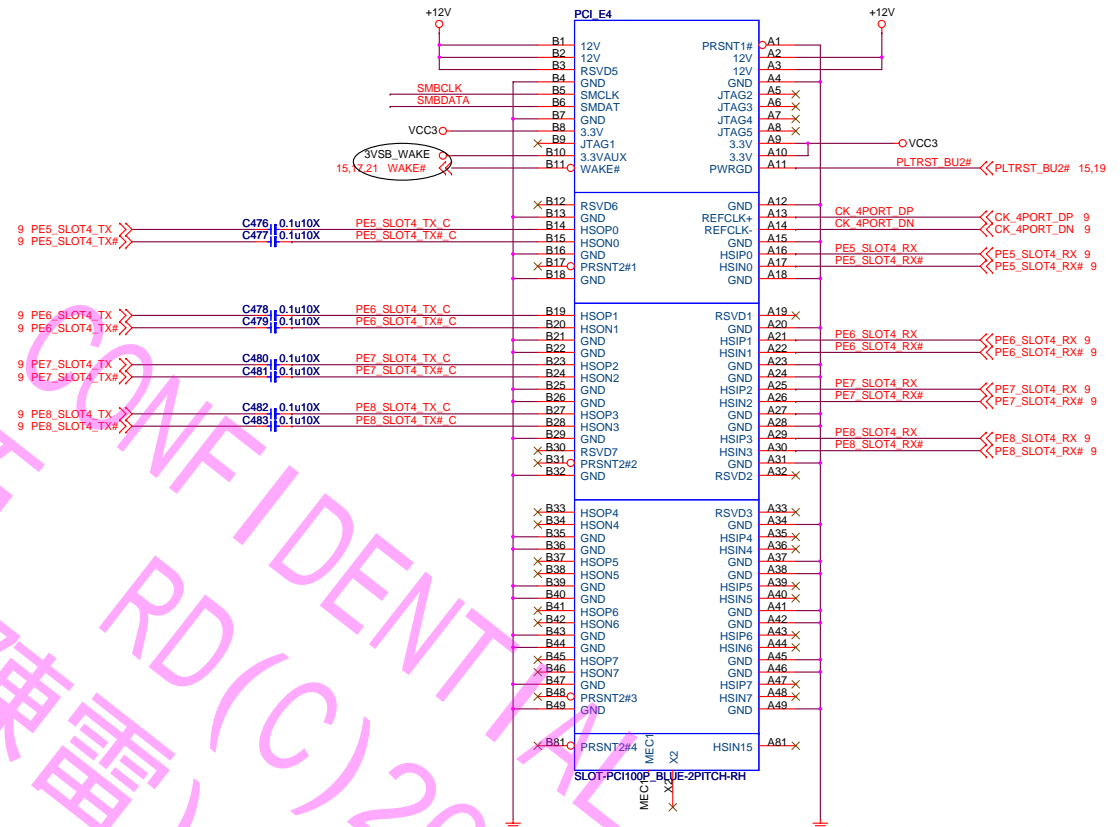 +12V
PCI_E4
+12V
B1 12V PRSNT1# A1
B2 12V 12V A2
B3 RSVD5 12V A3
B4 GND GND A4
SMBCLK B5 SMCLK JTAG2 A5
SMBDATA B6 SMDAT JTAG3 A6
B7 GND JTAG4 A7
VCC3 B8 3.3V JTAG5 A8
B9 JTAG1 3.3V A9 VCC3
3VSB_WAKE B10 3.3VAUX 3.3V A10
15,17,21 WAKE# B11 WAKE# PWRGD A11 PLTRST_BU2# PLTRST_BU2# 15,19
B12 RSVD6 GND A12
B13 GND REFCLK+ A13 CK_4PORT_DP CK_4PORT_DP 9
9 PE5_SLOT4_TX C476 0.1u10X PE5_SLOT4_TX_C B14 HSOP0 REFCLK- A14 CK_4PORT_DN CK_4PORT_DN 9
9 PE5_SLOT4_TX# C477 0.1u10X PE5_SLOT4_TX#_C B15 HSON0 GND A15
B16 GND HSIP0 A16 PE5_SLOT4_RX PE5_SLOT4_RX 9
B17 PRSNT2#1 HSIN0 A17 PE5_SLOT4_RX# PE5_SLOT4_RX# 9
B18 GND GND A18
9 PE6_SLOT4_TX C478 0.1u10X PE6_SLOT4_TX_C B19 HSOP1 RSVD1 A19
9 PE6_SLOT4_TX# C479 0.1u10X PE6_SLOT4_TX#_C B20 HSON1 GND A20
B21 GND HSIP1 A21 PE6_SLOT4_RX PE6_SLOT4_RX 9
B22 GND HSIN1 A22 PE6_SLOT4_RX# PE6_SLOT4_RX# 9
9 PE7_SLOT4_TX C480 0.1u10X PE7_SLOT4_TX_C B23 HSOP2 GND A23
9 PE7_SLOT4_TX# C481 0.1u10X PE7_SLOT4_TX#_C B24 HSON2 GND A24
B25 GND HSIP2 A25 PE7_SLOT4_RX PE7_SLOT4_RX 9
B26 GND HSIN2 A26 PE7_SLOT4_RX# PE7_SLOT4_RX# 9
9 PE8_SLOT4_TX C482 0.1u10X PE8_SLOT4_TX_C B27 HSOP3 GND A27
9 PE8_SLOT4_TX# C483 0.1u10X PE8_SLOT4_TX#_C B28 HSON3 GND A28
B29 GND HSIP3 A29 PE8_SLOT4_RX PE8_SLOT4_RX 9
B30 RSVD7 HSIN3 A30 PE8_SLOT4_RX# PE8_SLOT4_RX# 9
B31 PRSNT2#2 GND A31
B32 GND RSVD2 A32
B33 HSOP4 RSVD3 A33
B34 HSON4 GND A34
B35 GND HSIP4 A35
B36 GND HSIN4 A36
B37 HSOP5 GND A37
B38 HSON5 GND A38
B39 GND HSIP5 A39
B40 GND HSIN5 A40
B41 HSOP6 GND A41
B42 HSON6 GND A42
B43 GND HSIP6 A43
B44 GND HSIN6 A44
B45 HSOP7 GND A45
B46 HSON7 GND A46
B47 GND HSIP7 A47
B48 PRSNT2#3 HSIN7 A48
B49 GND GND A49
B81 PRSNT2#4 MEC1 X2 HSIN15 A81
SLOT-PCI100P_BLUE-2PITCH-RH
MEC1 X2
CONFIDENTIAL
RD(C)20
陳雷)